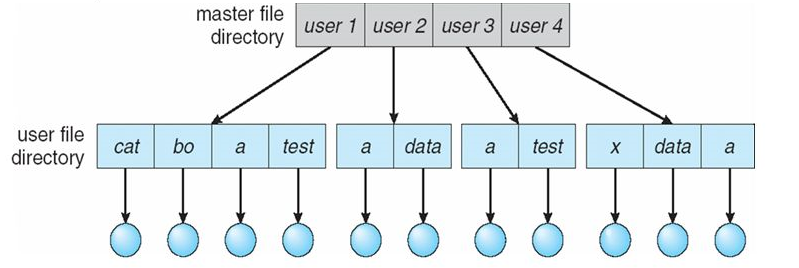 master file
directory
user 1 user 2 user 3 user 4
user file
directory
cat bo a test a data a test x data a